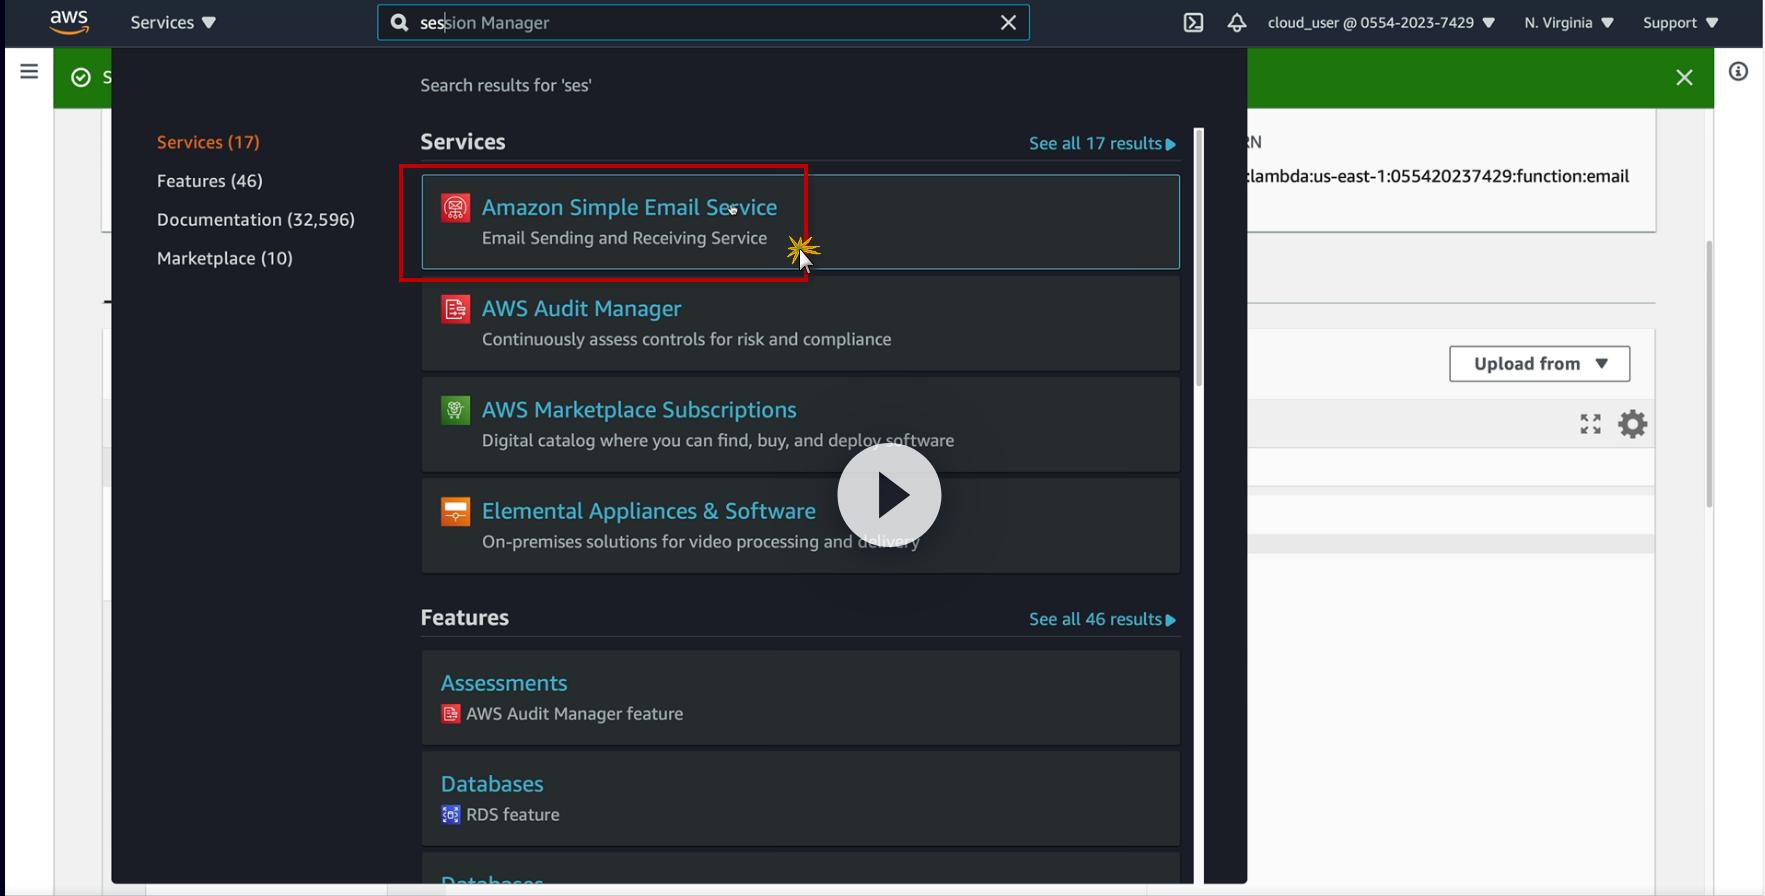 aws
Services
session Manager
cloud_user @ 0554-2023-7429
N. Virginia
Support
S
Search results for 'ses'
Services (17)
Features (46)
Documentation (32,596)
Marketplace (10)
Services
See all 17 results
Amazon Simple Email Service
Email Sending and Receiving Service
AWS Audit Manager
Continuously assess controls for risk and compliance
AWS Marketplace Subscriptions
Digital catalog where you can find, buy, and deploy software
Elemental Appliances & Software
On-premises solutions for video processing and delivery
Features
See all 46 results
Assessments
AWS Audit Manager feature
Databases
RDS feature
Databases
RN
:lambda:us-east-1:055420237429:function:email
Upload from